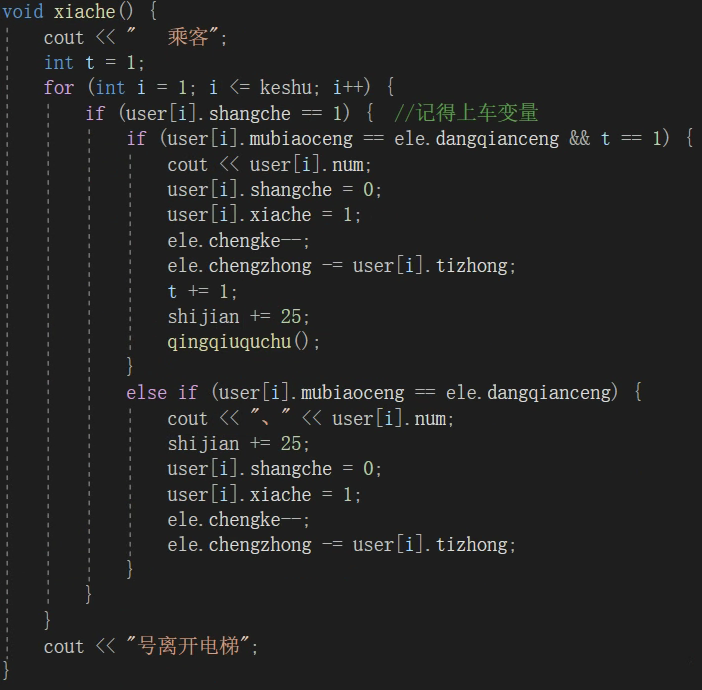 void xiache() {
    cout << "   乘客";
    int t = 1;
    for (int i = 1; i <= keshu; i++) {
        if (user[i].shangche == 1) {  //记得上车变量
            if (user[i].mubiaoceng == ele.dangqianceng && t == 1) {
                cout << user[i].num;
                user[i].shangche = 0;
                user[i].xiache = 1;
                ele.chengke--;
                ele.chengzhong -= user[i].tizhong;
                t += 1;
                shijian += 25;
                qingqiuquchu();
            }
            else if (user[i].mubiaoceng == ele.dangqianceng) {
                cout << "、" << user[i].num;
                shijian += 25;
                user[i].shangche = 0;
                user[i].xiache = 1;
                ele.chengke--;
                ele.chengzhong -= user[i].tizhong;
            }
        }
    }
    cout << "号离开电梯";
}